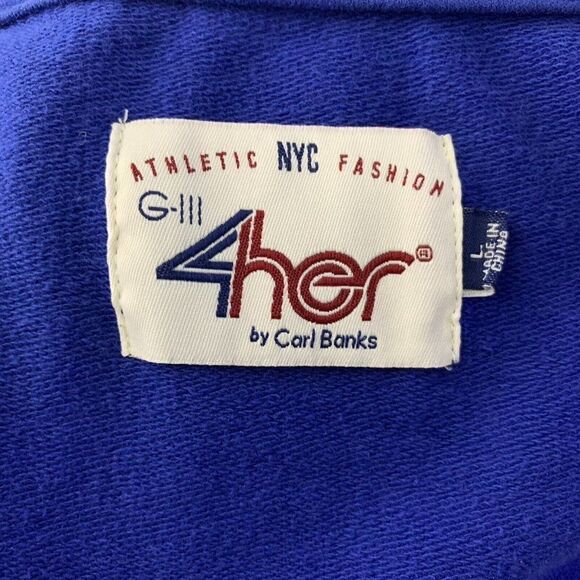 ATHLETIC NYC FASHION
G-III
4her®
by Carl Banks
L
MADE IN
CHINA